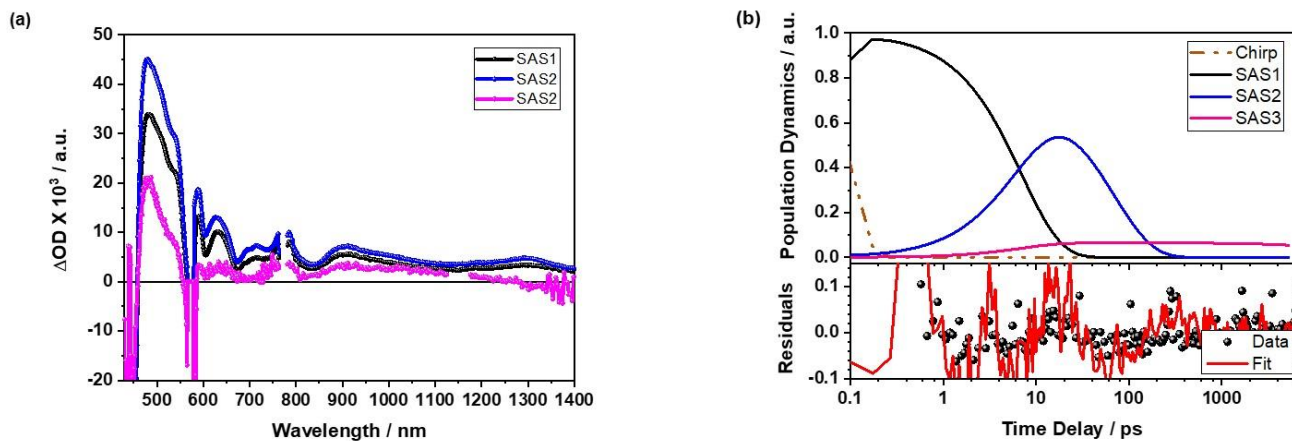 (a)
50
40
30
20
10
0
-10
-20
ΔOD X 10³ / a.u.
SAS1
SAS2
SAS2
500 600 700 800 900 1000 1100 1200 1300 1400
Wavelength / nm
(b)
1.0
0.8
0.6
0.4
0.2
0.0
Population Dynamics / a.u.
Chirp
SAS1
SAS2
SAS3
0.1
0.0
-0.1
Residuals
Data
Fit
0.1 1 10 100 1000
Time Delay / ps